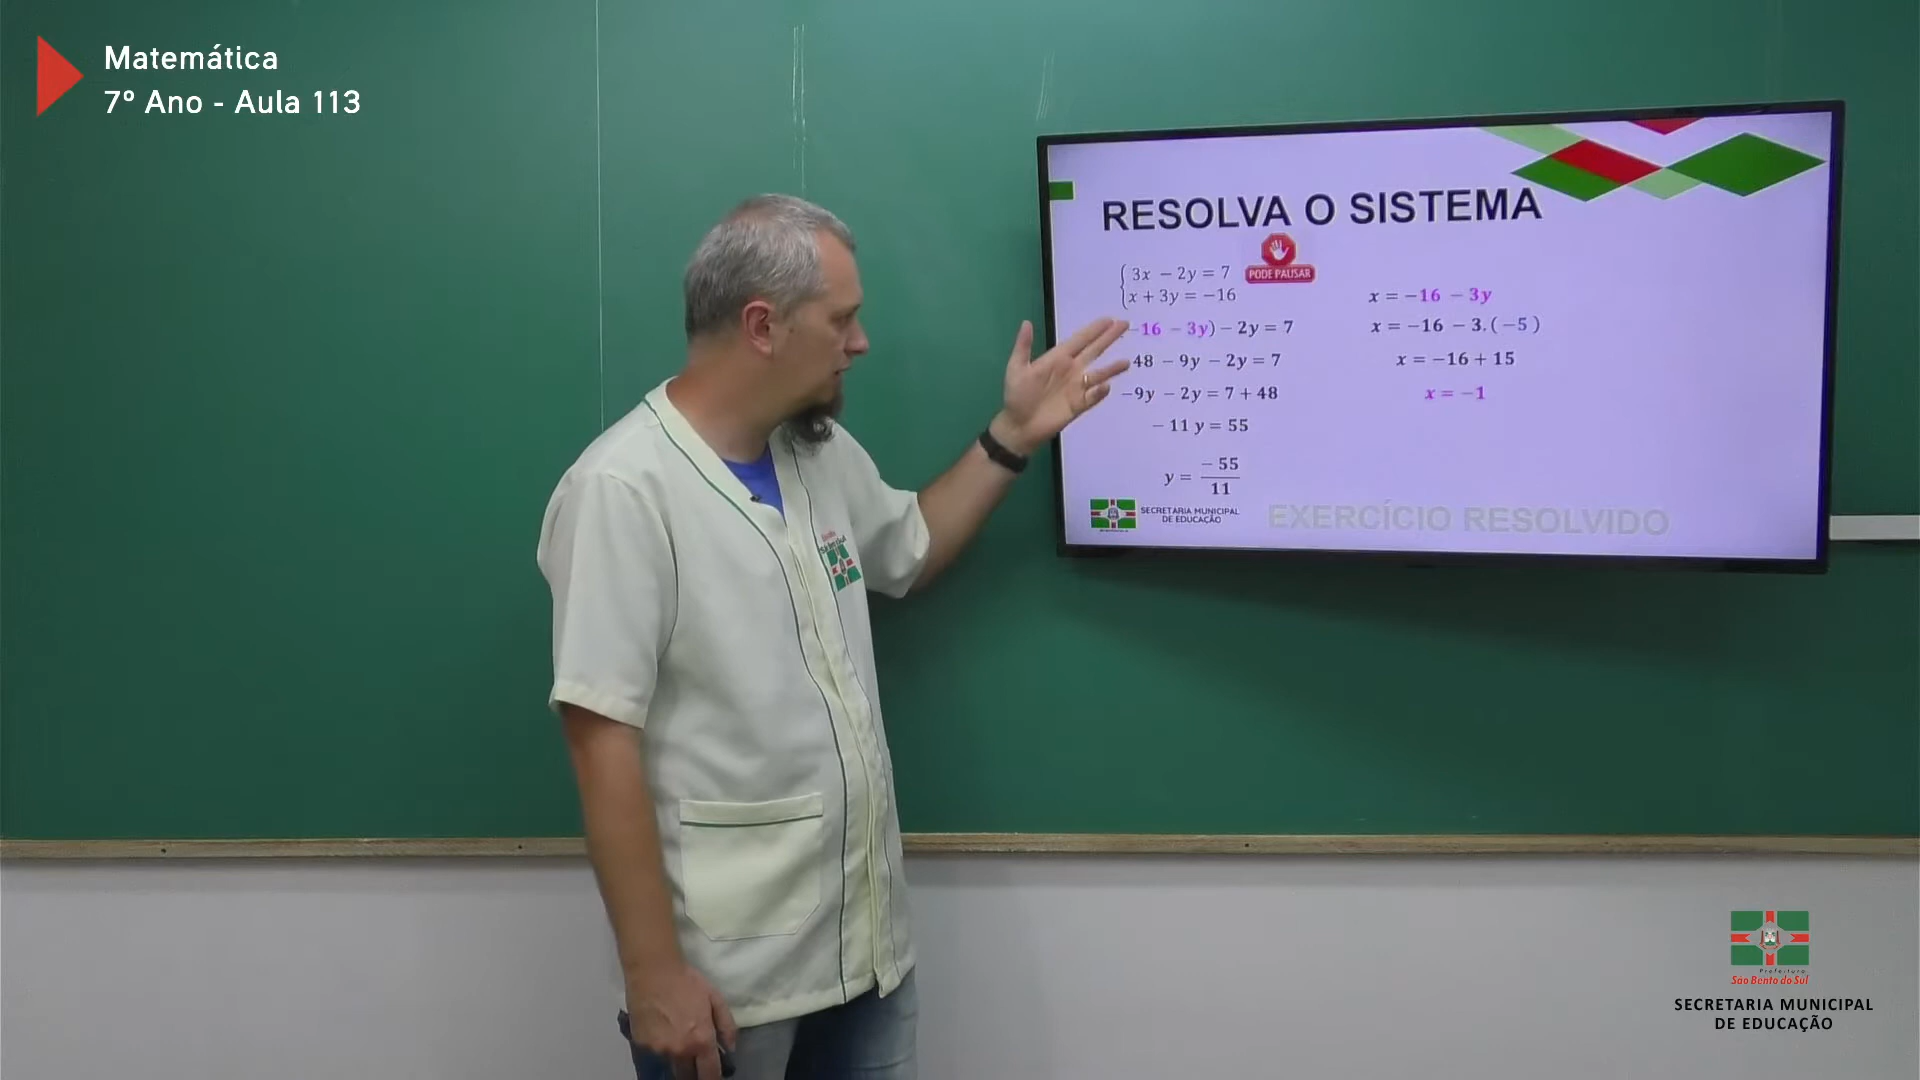 Matemática
7º Ano - Aula 113
RESOLVA O SISTEMA
3x − 2y = 7
PODE PAUSAR
x + 3y = −16
−16 − 3y) − 2y = 7
48 − 9y − 2y = 7
−9y − 2y = 7 + 48
− 11 y = 55
y = − 55 / 11
x = −16 − 3y
x = −16 − 3.(−5 )
x = −16 + 15
x = −1
SECRETARIA MUNICIPAL
DE EDUCAÇÃO
EXERCÍCIO RESOLVIDO
Prefeitura
São Bento do Sul
SECRETARIA MUNICIPAL
DE EDUCAÇÃO